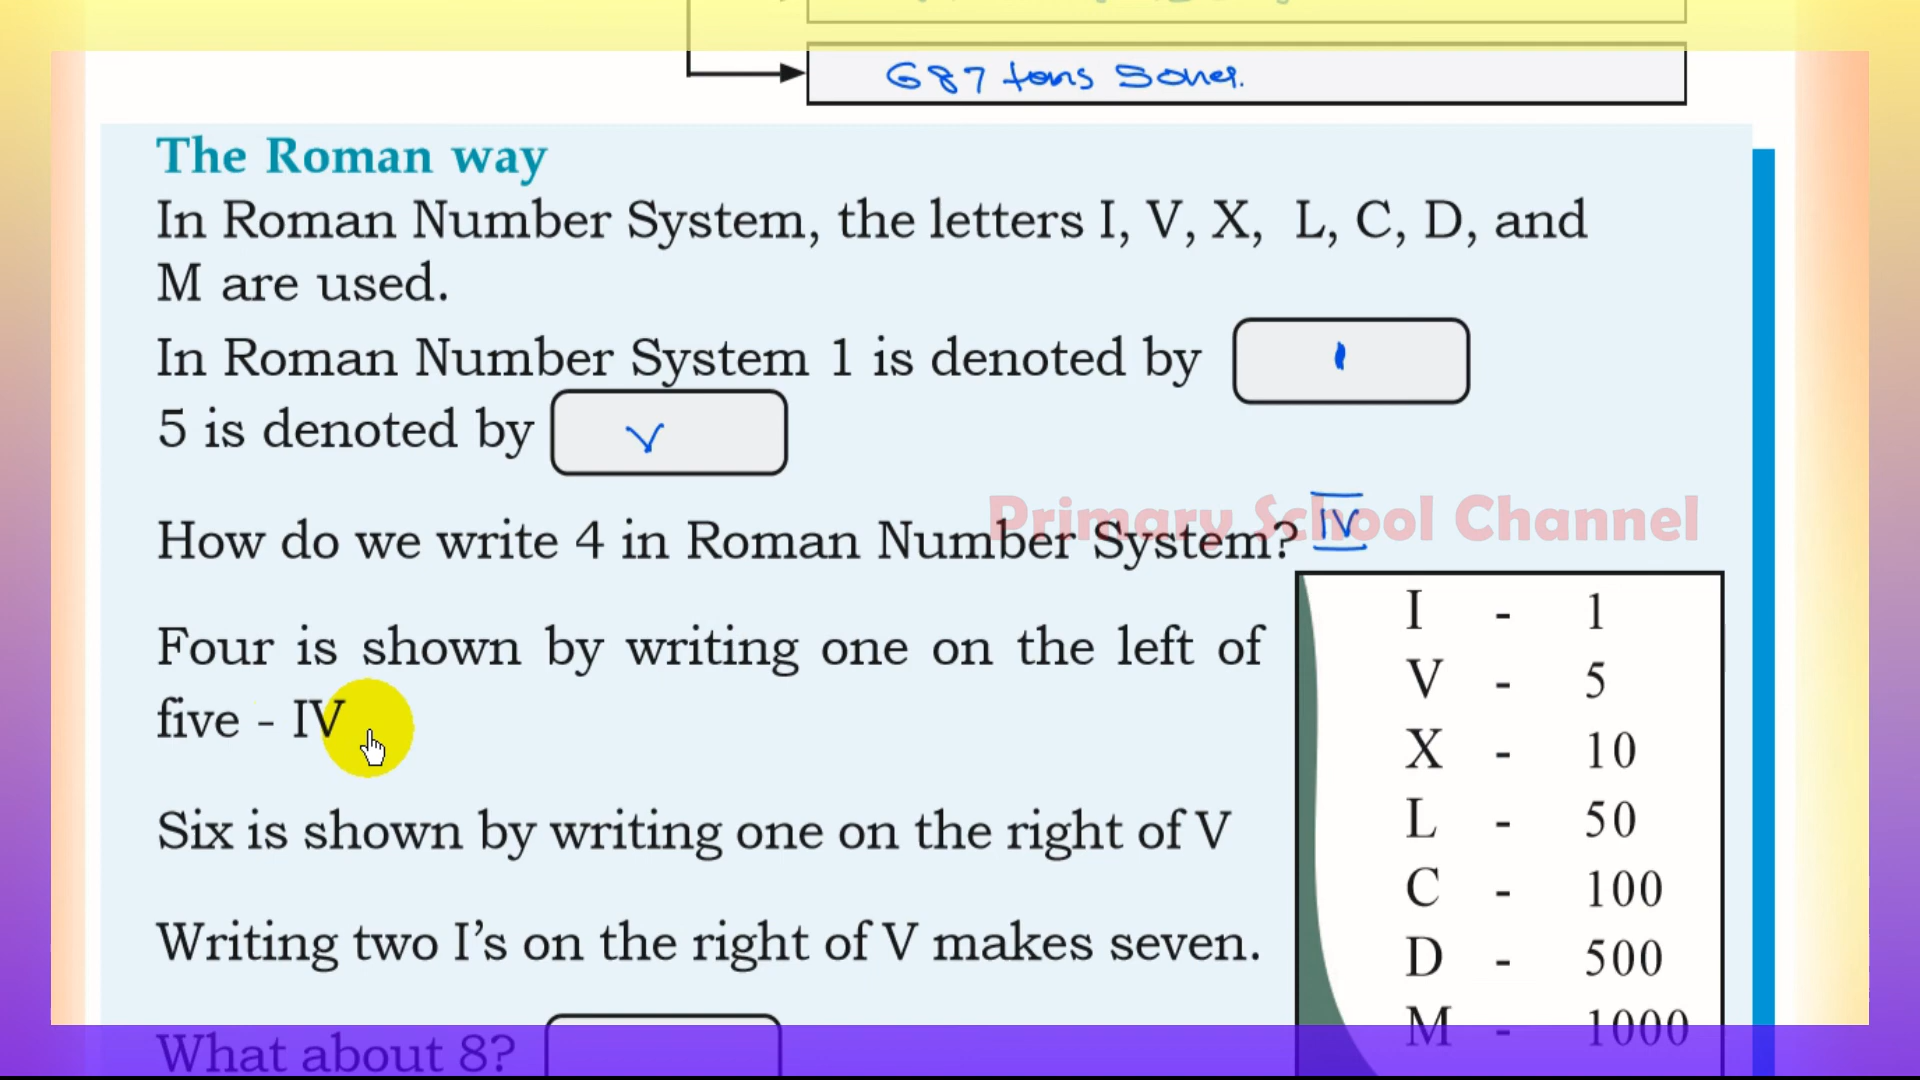 687 tens 5 ones.
The Roman way
In Roman Number System, the letters I, V, X, L, C, D, and
M are used.
In Roman Number System 1 is denoted by I
5 is denoted by V
Primary School Channel
How do we write 4 in Roman Number System? IV
Four is shown by writing one on the left of
five - IV
Six is shown by writing one on the right of V
Writing two I’s on the right of V makes seven.
What about 8?
I - 1
V - 5
X - 10
L - 50
C - 100
D - 500
M - 1000